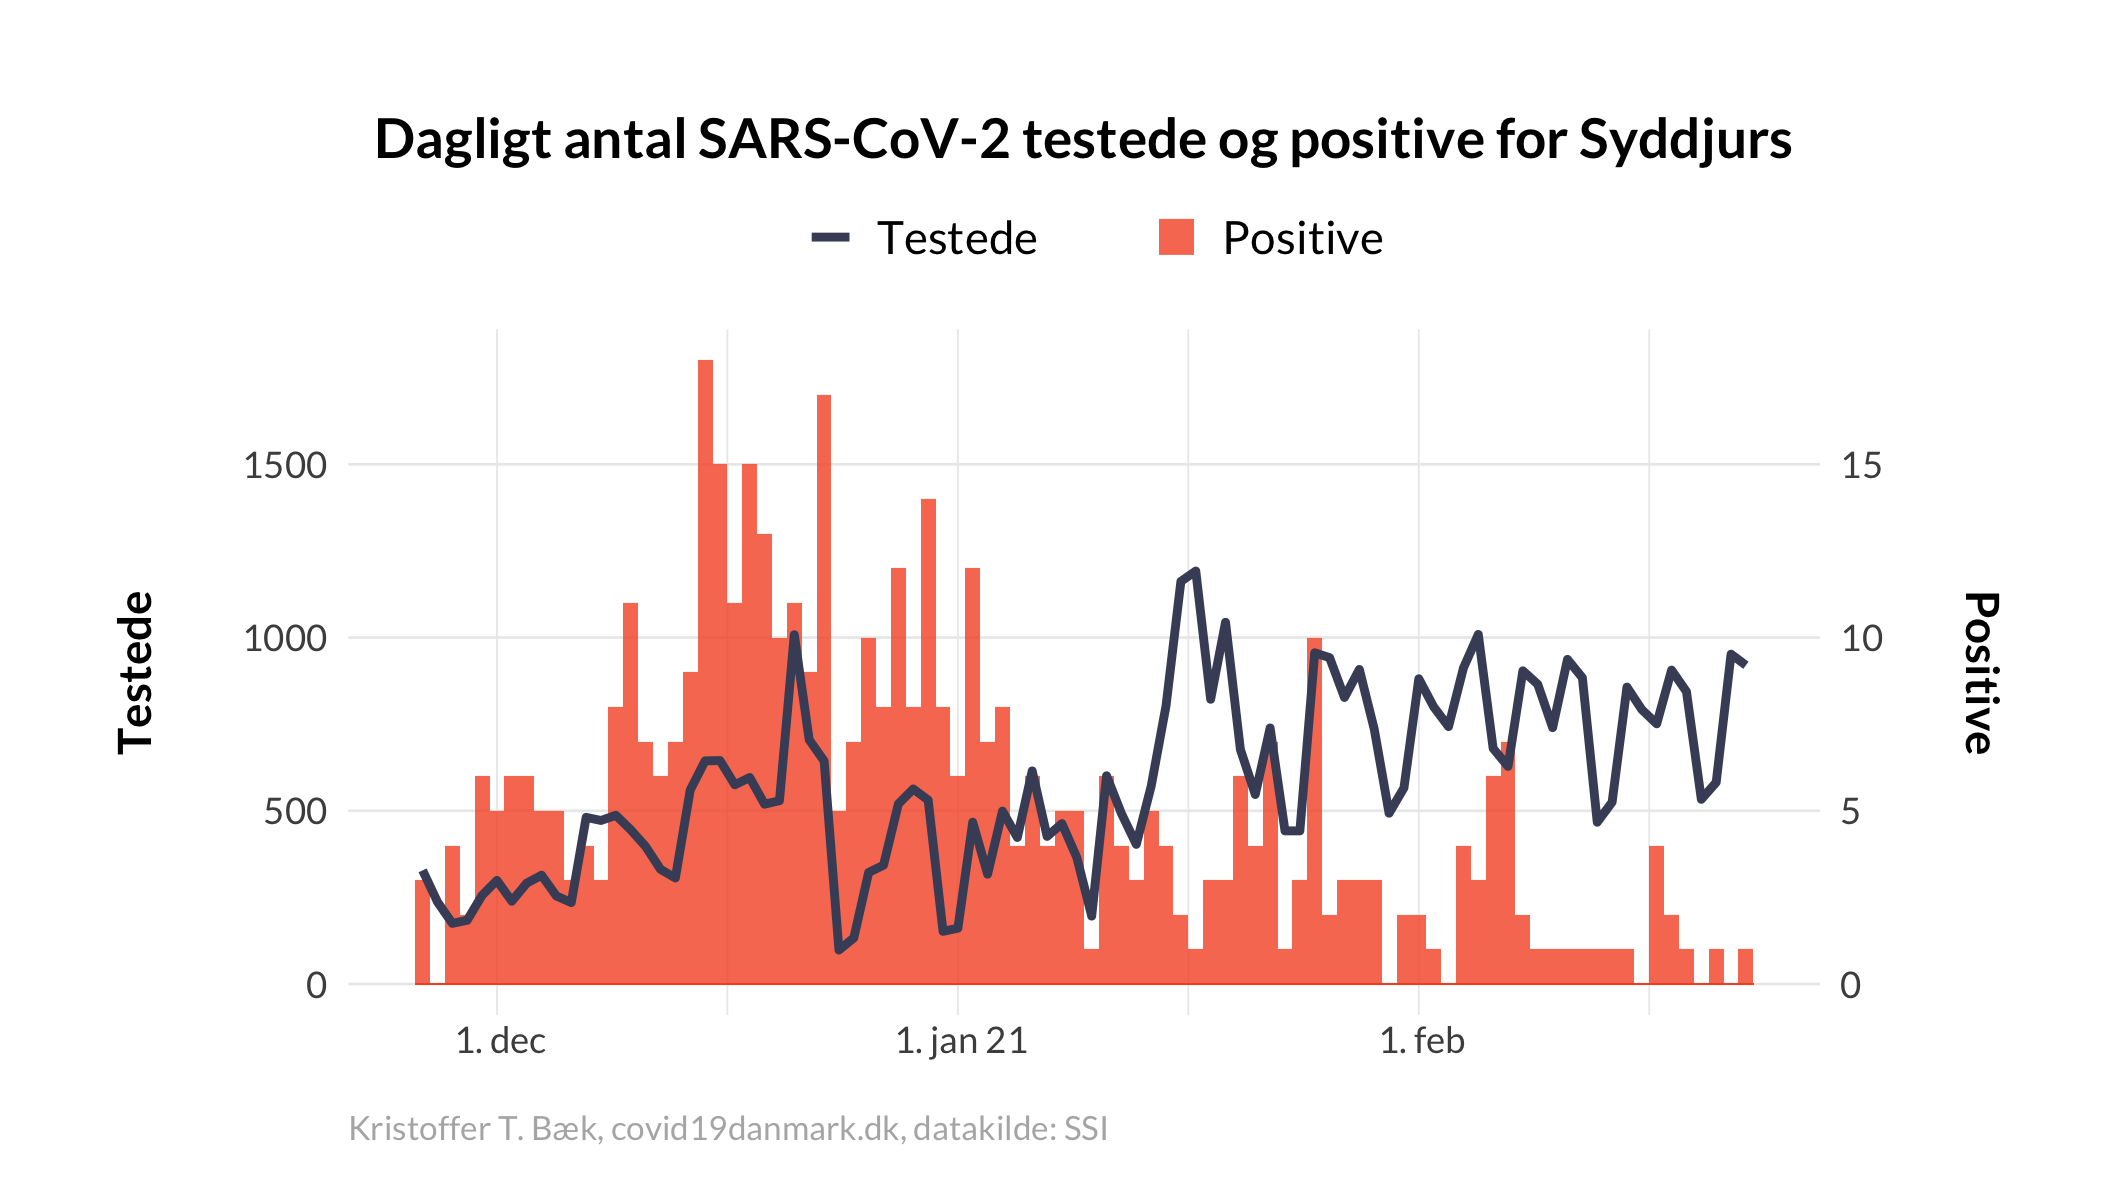 Dagligt antal SARS-CoV-2 testede og positive for Syddjurs
Testede
Positive
1500
1000
500
0
15
10
5
0
Testede
Positive
1. dec
1. jan 21
1. feb
Kristoffer T. Bæk, covid19danmark.dk, datakilde: SSI